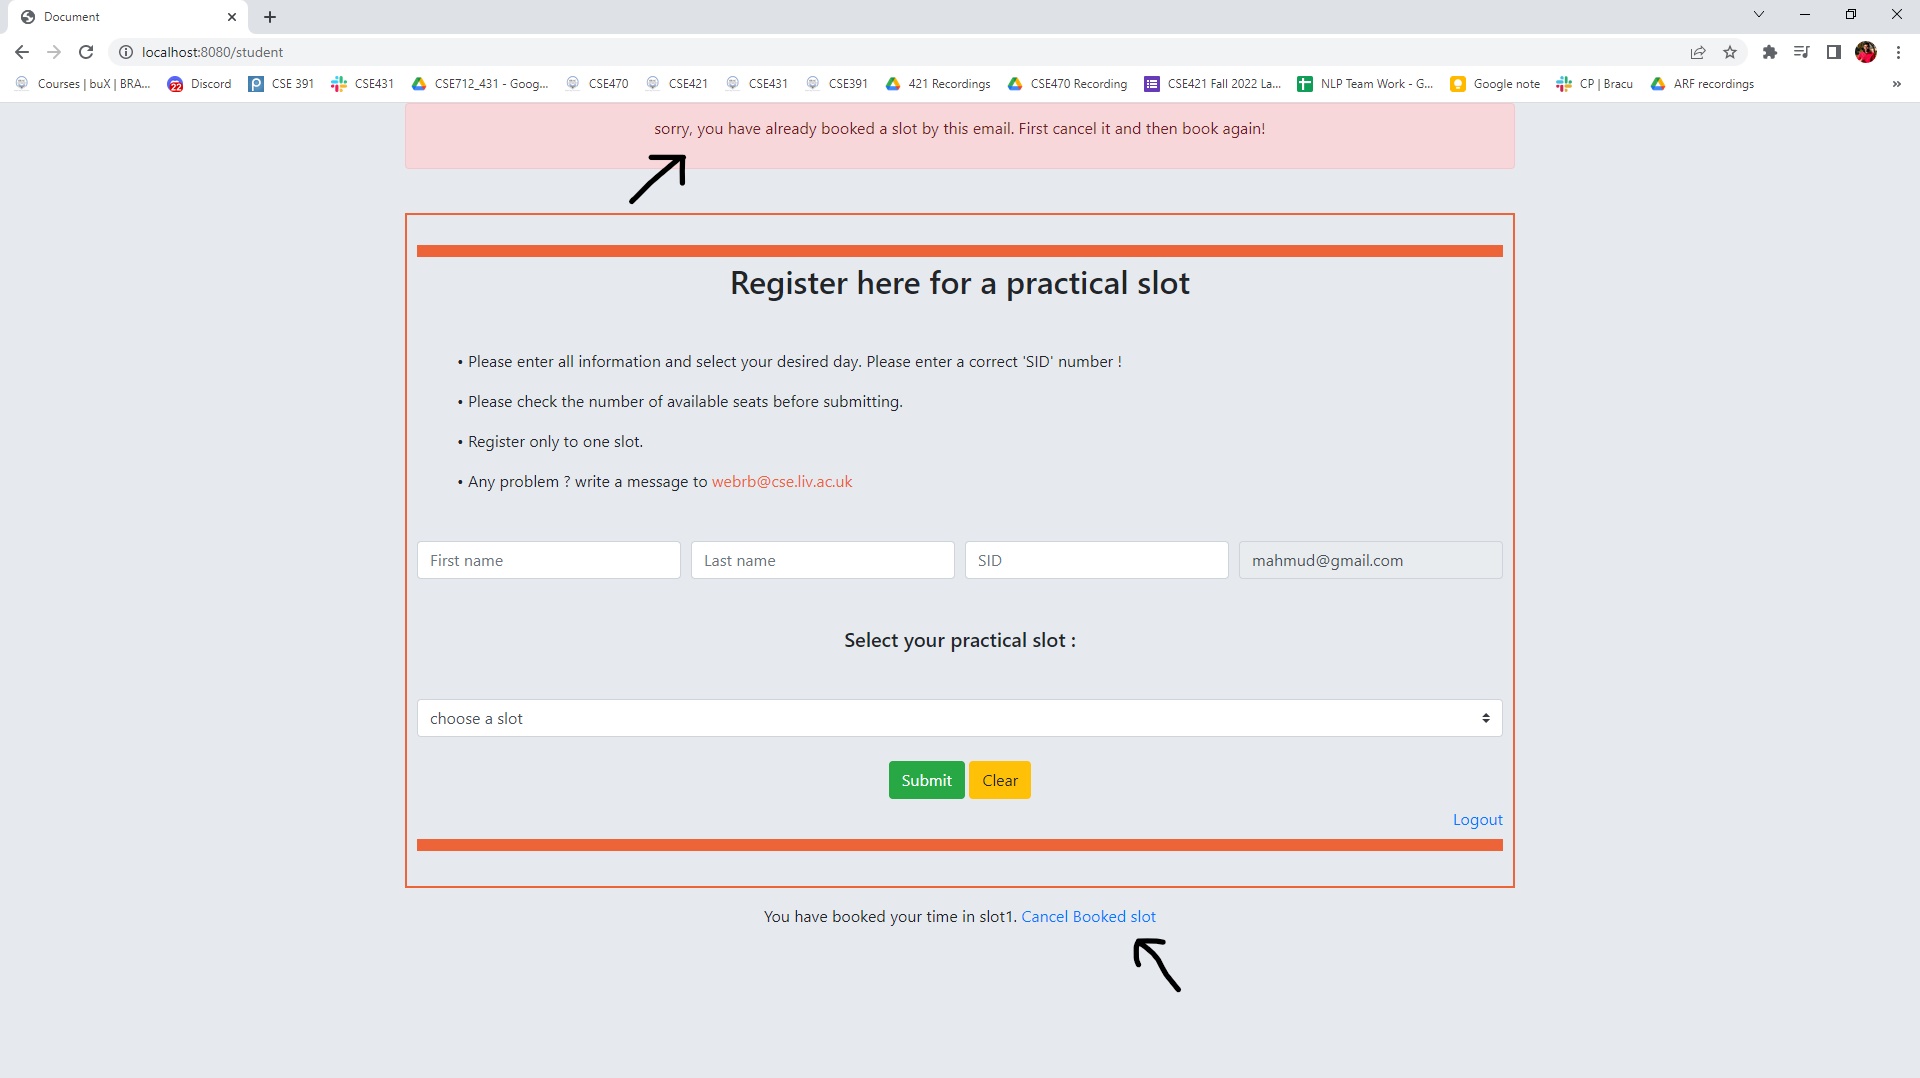 Document
localhost:8080/student
Courses | buX | BRA...
22 Discord
CSE 391
CSE431
CSE712_431 - Goog...
CSE470
CSE421
CSE431
CSE391
421 Recordings
CSE470 Recording
CSE421 Fall 2022 La...
NLP Team Work - G...
Google note
CP | Bracu
ARF recordings
»
sorry, you have already booked a slot by this email. First cancel it and then book again!
Register here for a practical slot
• Please enter all information and select your desired day. Please enter a correct 'SID' number !
• Please check the number of available seats before submitting.
• Register only to one slot.
• Any problem ? write a message to webrb@cse.liv.ac.uk
First name
Last name
SID
mahmud@gmail.com
Select your practical slot :
choose a slot
Submit
Clear
Logout
You have booked your time in slot1. Cancel Booked slot